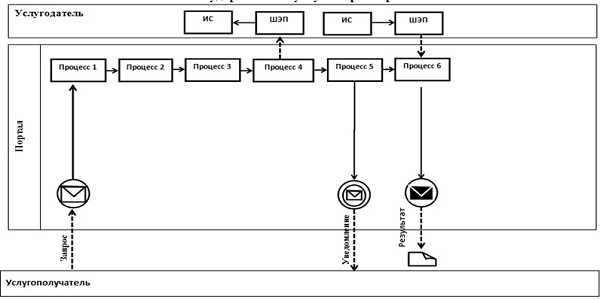 Услугодатель
ИС
ШЭП
ИС
ШЭП
Портал
Процесс 1
Процесс 2
Процесс 3
Процесс 4
Процесс 5
Процесс 6
Запрос
Уведомление
Результат
Услугополучатель